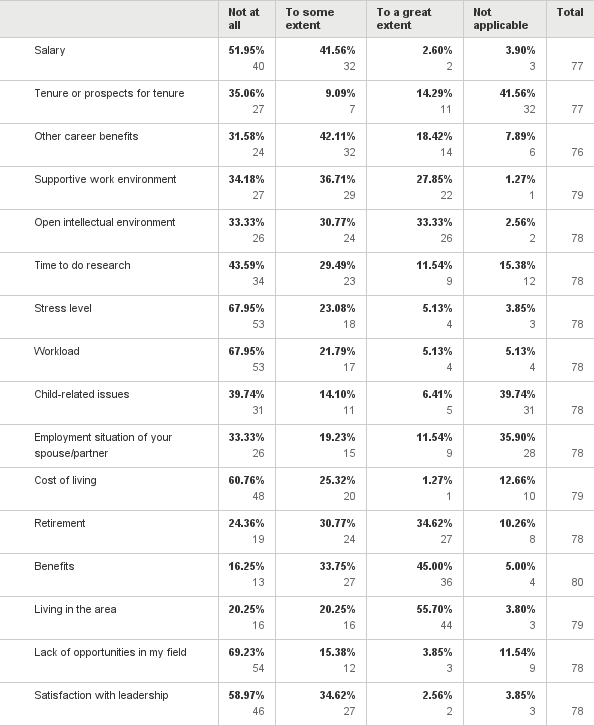 Not at all To some extent To a great extent Not applicable Total
Salary 51.95% 41.56% 2.60% 3.90%
40 32 2 3 77
Tenure or prospects for tenure 35.06% 9.09% 14.29% 41.56%
27 7 11 32 77
Other career benefits 31.58% 42.11% 18.42% 7.89%
24 32 14 6 76
Supportive work environment 34.18% 36.71% 27.85% 1.27%
27 29 22 1 79
Open intellectual environment 33.33% 30.77% 33.33% 2.56%
26 24 26 2 78
Time to do research 43.59% 29.49% 11.54% 15.38%
34 23 9 12 78
Stress level 67.95% 23.08% 5.13% 3.85%
53 18 4 3 78
Workload 67.95% 21.79% 5.13% 5.13%
53 17 4 4 78
Child-related issues 39.74% 14.10% 6.41% 39.74%
31 11 5 31 78
Employment situation of your 33.33% 19.23% 11.54% 35.90%
spouse/partner 26 15 9 28 78
Cost of living 60.76% 25.32% 1.27% 12.66%
48 20 1 10 79
Retirement 24.36% 30.77% 34.62% 10.26%
19 24 27 8 78
Benefits 16.25% 33.75% 45.00% 5.00%
13 27 36 4 80
Living in the area 20.25% 20.25% 55.70% 3.80%
16 16 44 3 79
Lack of opportunities in my field 69.23% 15.38% 3.85% 11.54%
54 12 3 9 78
Satisfaction with leadership 58.97% 34.62% 2.56% 3.85%
46 27 2 3 78